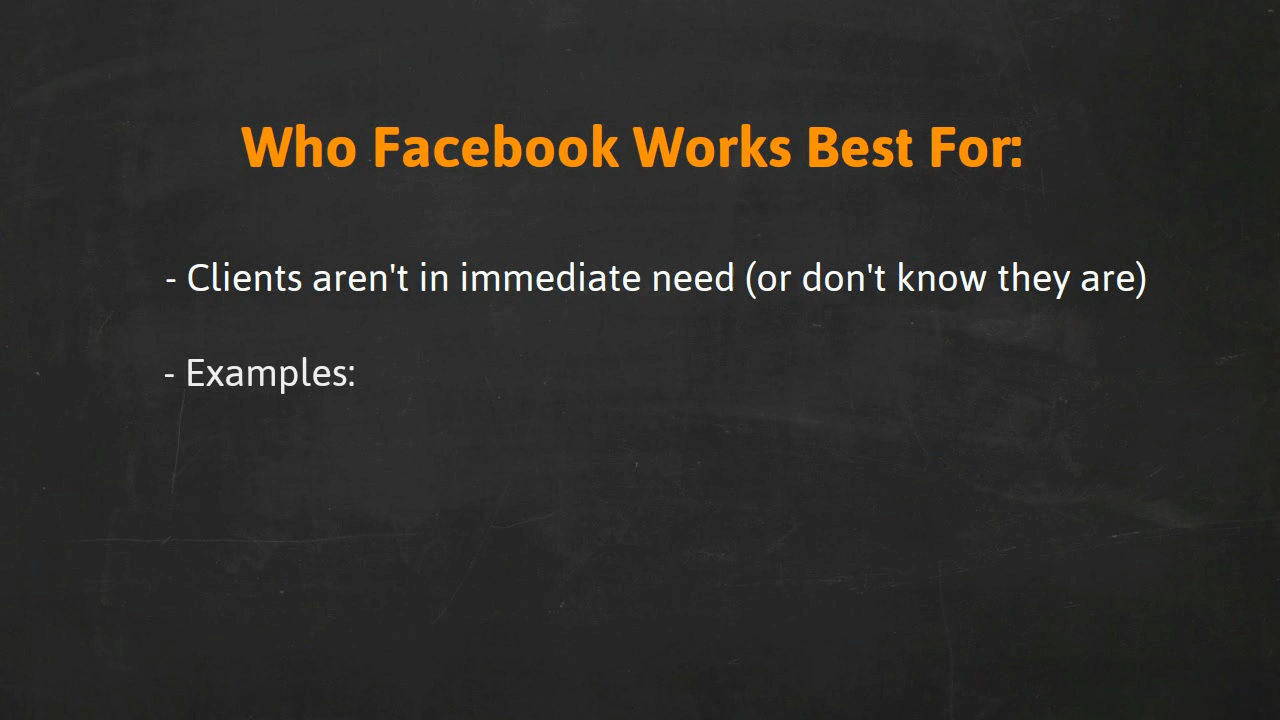 Who Facebook Works Best For:
- Clients aren't in immediate need (or don't know they are)
- Examples: